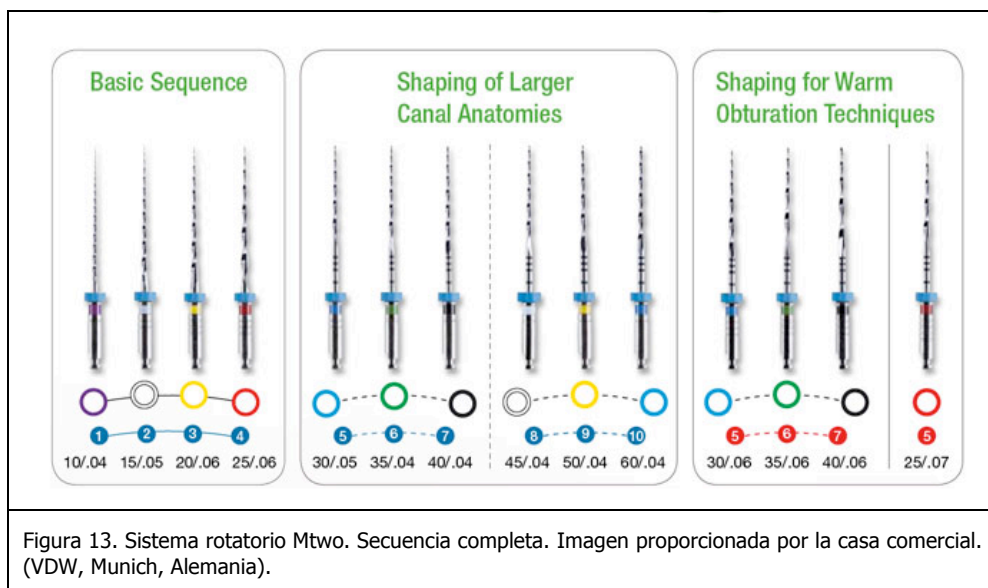 Basic Sequence
Shaping of Larger
Canal Anatomies
Shaping for Warm
Obturation Techniques
1 2 3 4
5 6 7 8 9 10
5 6 7 5
10/.04 15/.05 20/.06 25/.06
30/.05 35/.04 40/.04 45/.04 50/.04 60/.04
30/.06 35/.06 40/.06 25/.07
Figura 13. Sistema rotatorio Mtwo. Secuencia completa. Imagen proporcionada por la casa comercial.
(VDW, Munich, Alemania).